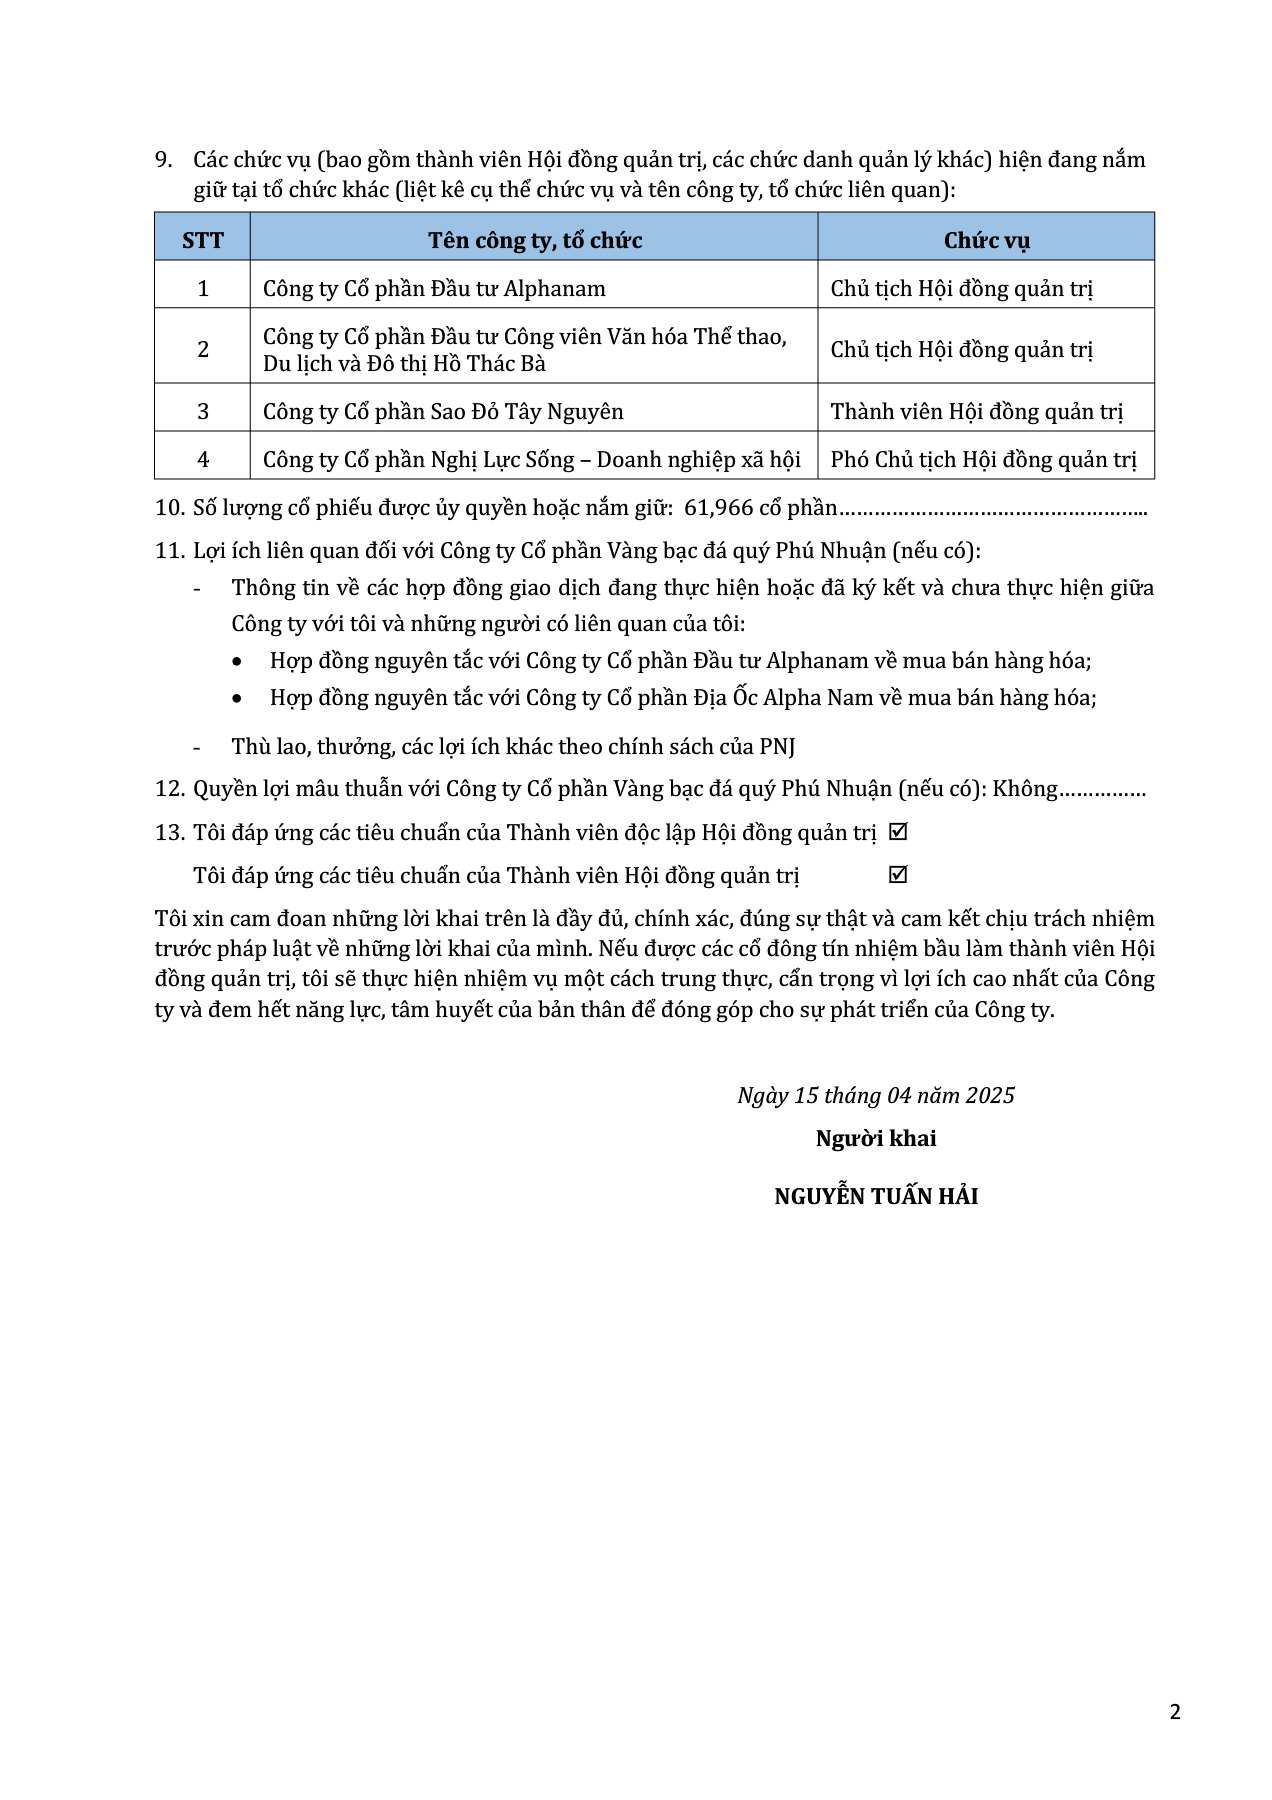 9. Các chức vụ (bao gồm thành viên Hội đồng quản trị, các chức danh quản lý khác) hiện đang nắm
giữ tại tổ chức khác (liệt kê cụ thể chức vụ và tên công ty, tổ chức liên quan):
STT Tên công ty, tổ chức Chức vụ
1 Công ty Cổ phần Đầu tư Alphanam Chủ tịch Hội đồng quản trị
2 Công ty Cổ phần Đầu tư Công viên Văn hóa Thể thao,
Du lịch và Đô thị Hồ Thác Bà Chủ tịch Hội đồng quản trị
3 Công ty Cổ phần Sao Đỏ Tây Nguyên Thành viên Hội đồng quản trị
4 Công ty Cổ phần Nghị Lực Sống – Doanh nghiệp xã hội Phó Chủ tịch Hội đồng quản trị
10. Số lượng cổ phiếu được ủy quyền hoặc nắm giữ: 61,966 cổ phần……………………………………………..
11. Lợi ích liên quan đối với Công ty Cổ phần Vàng bạc đá quý Phú Nhuận (nếu có):
- Thông tin về các hợp đồng giao dịch đang thực hiện hoặc đã ký kết và chưa thực hiện giữa
Công ty với tôi và những người có liên quan của tôi:
• Hợp đồng nguyên tắc với Công ty Cổ phần Đầu tư Alphanam về mua bán hàng hóa;
• Hợp đồng nguyên tắc với Công ty Cổ phần Địa Ốc Alpha Nam về mua bán hàng hóa;
- Thù lao, thưởng, các lợi ích khác theo chính sách của PNJ
12. Quyền lợi mâu thuẫn với Công ty Cổ phần Vàng bạc đá quý Phú Nhuận (nếu có): Không……………
13. Tôi đáp ứng các tiêu chuẩn của Thành viên độc lập Hội đồng quản trị ☑
Tôi đáp ứng các tiêu chuẩn của Thành viên Hội đồng quản trị ☑
Tôi xin cam đoan những lời khai trên là đầy đủ, chính xác, đúng sự thật và cam kết chịu trách nhiệm
trước pháp luật về những lời khai của mình. Nếu được các cổ đông tín nhiệm bầu làm thành viên Hội
đồng quản trị, tôi sẽ thực hiện nhiệm vụ một cách trung thực, cẩn trọng vì lợi ích cao nhất của Công
ty và đem hết năng lực, tâm huyết của bản thân để đóng góp cho sự phát triển của Công ty.
Ngày 15 tháng 04 năm 2025
Người khai
NGUYỄN TUẤN HẢI
2